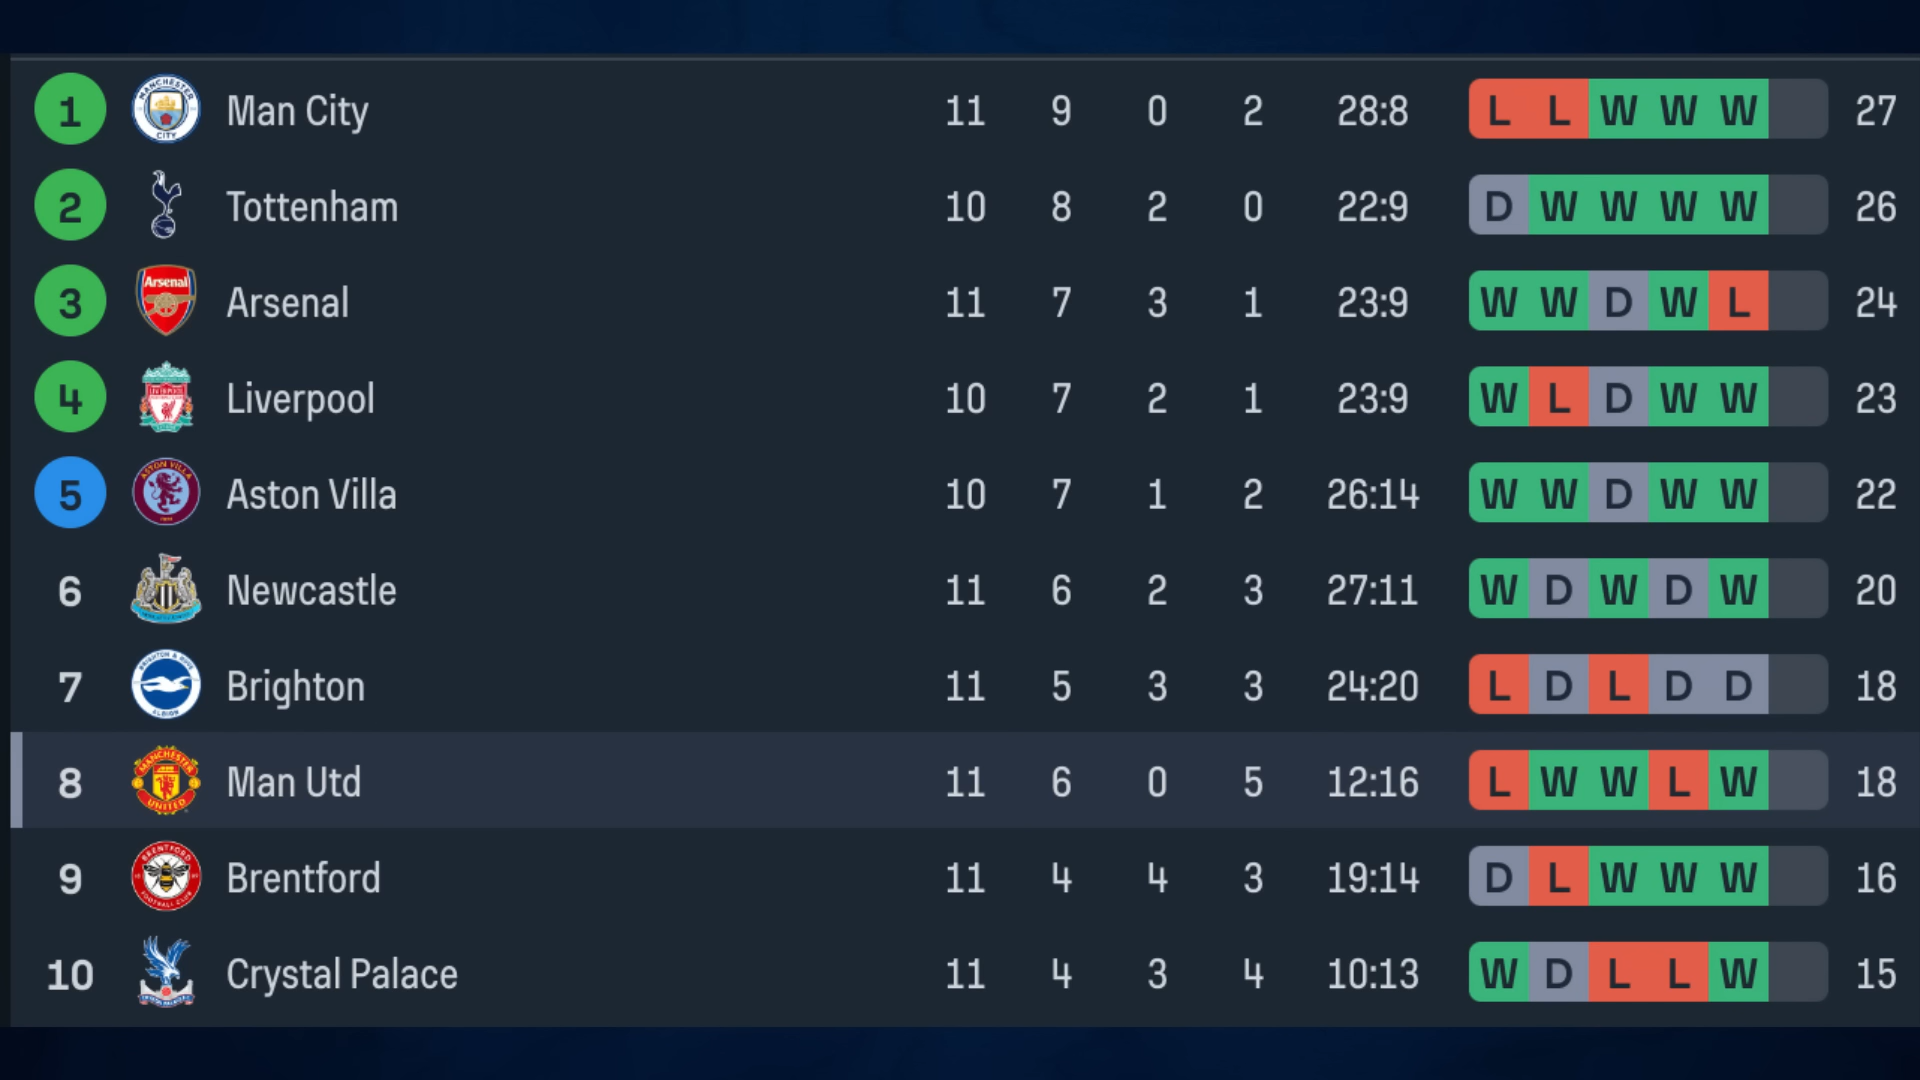 1 Man City 11 9 0 2 28:8 L L W W W 27
2 Tottenham 10 8 2 0 22:9 D W W W W 26
3 Arsenal 11 7 3 1 23:9 W W D W L 24
4 Liverpool 10 7 2 1 23:9 W L D W W 23
5 Aston Villa 10 7 1 2 26:14 W W D W W 22
6 Newcastle 11 6 2 3 27:11 W D W D W 20
7 Brighton 11 5 3 3 24:20 L D L D D 18
8 Man Utd 11 6 0 5 12:16 L W W L W 18
9 Brentford 11 4 4 3 19:14 D L W W W 16
10 Crystal Palace 11 4 3 4 10:13 W D L L W 15